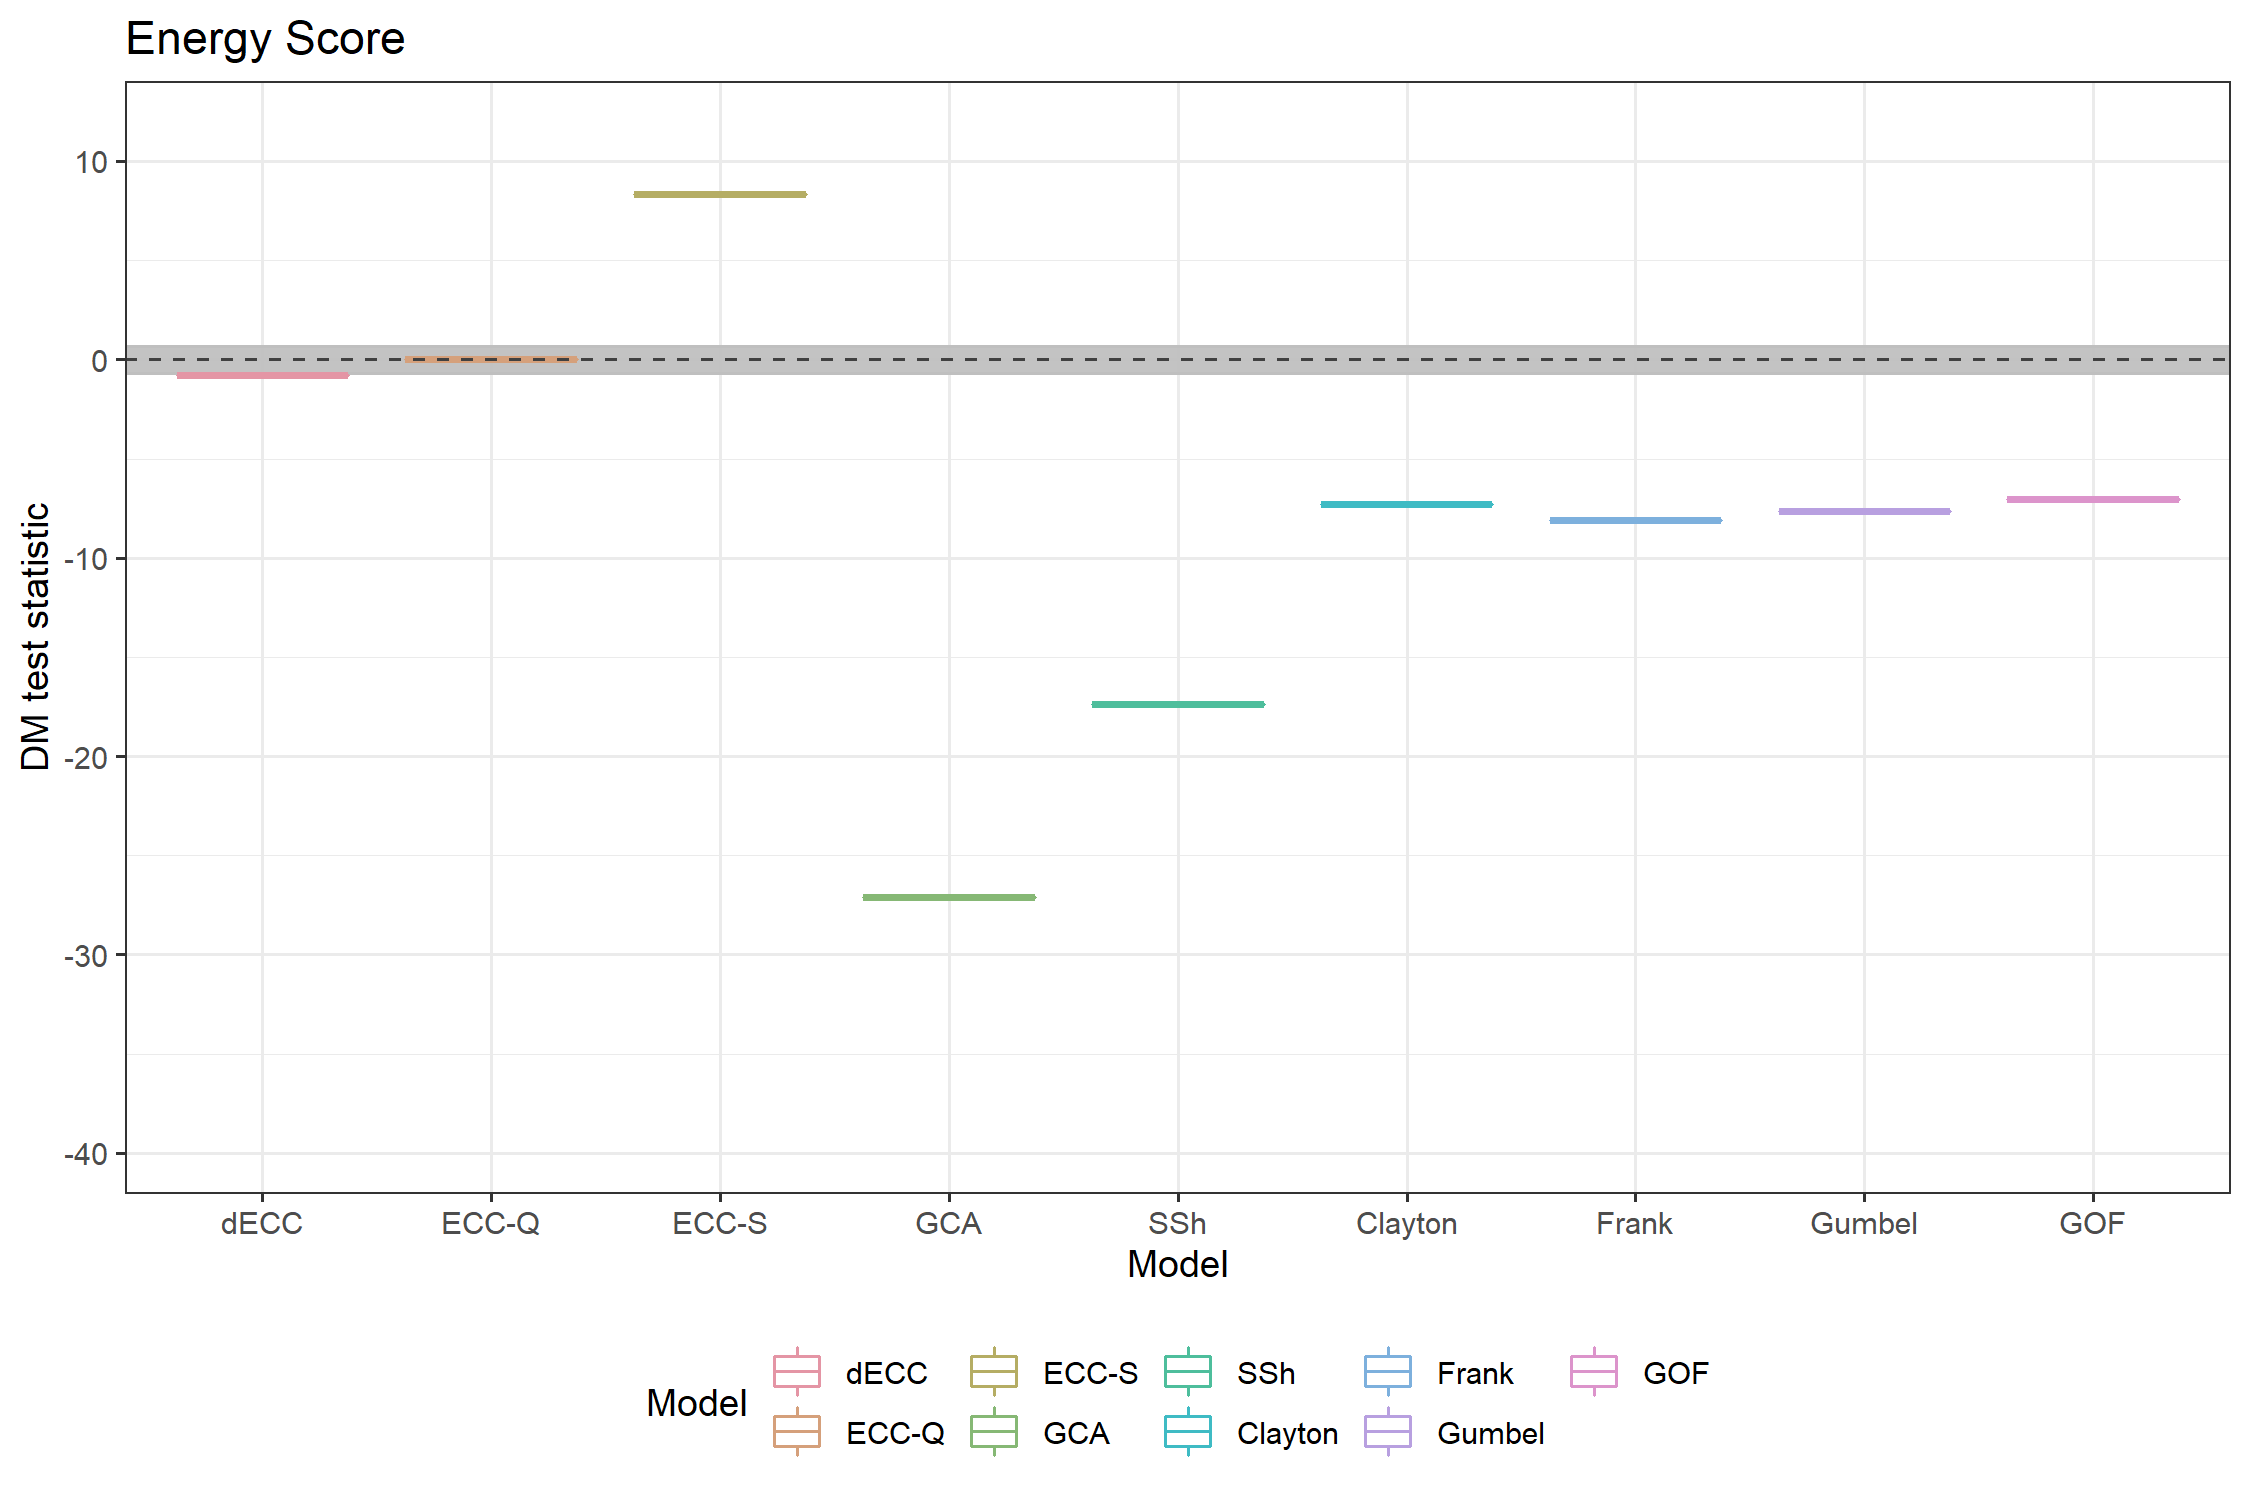 Energy Score
10
0
-10
-20
-30
-40
DM test statistic
dECC ECC-Q ECC-S GCA SSh Clayton Frank Gumbel GOF
Model
Model
dECC ECC-S SSh Frank GOF
ECC-Q GCA Clayton Gumbel